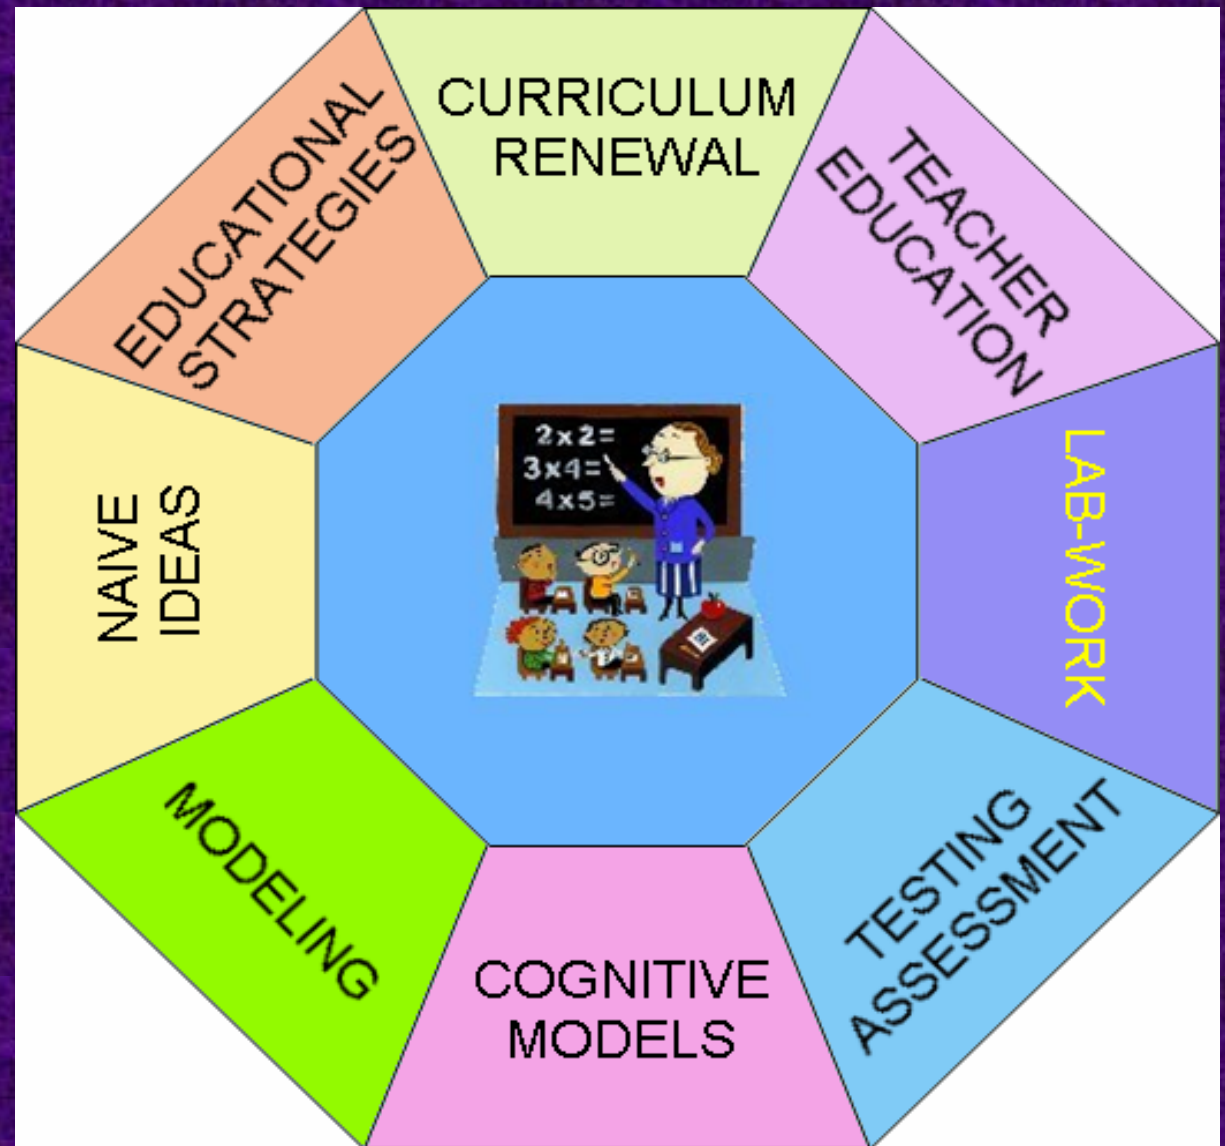 CURRICULUM
RENEWAL
TEACHER
EDUCATION
LAB-WORK
TESTING
ASSESSMENT
COGNITIVE
MODELS
MODELING
NAIVE
IDEAS
EDUCATIONAL
STRATEGIES
2x2=
3x4=
4x5=